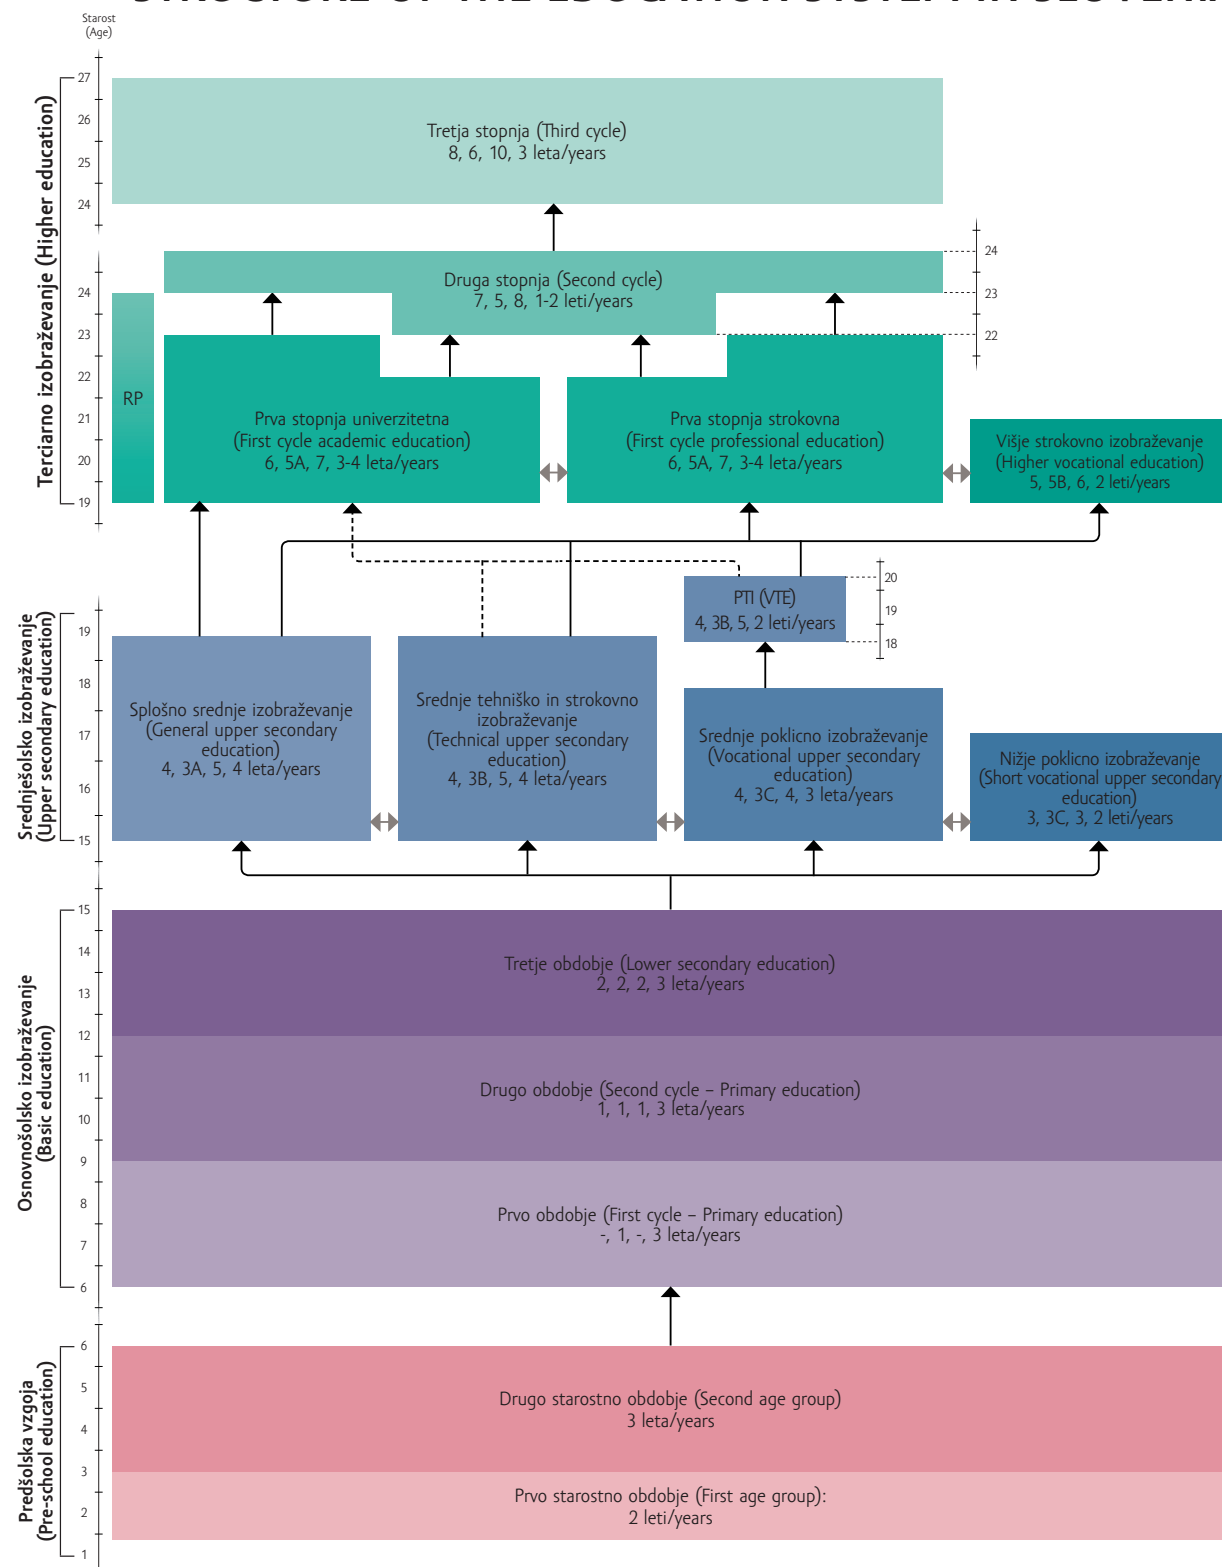 Starost
(Age)
Terciarno izobraževanje (Higher education)
27
26
25
24
Tretja stopnja (Third cycle)
8, 6, 10, 3 leta/years
24
23
22
21
20
19
RP
Druga stopnja (Second cycle)
7, 5, 8, 1-2 leti/years
24
23
22
Prva stopnja univerzitetna
(First cycle academic education)
6, 5A, 7, 3-4 leta/years
Prva stopnja strokovna
(First cycle professional education)
6, 5A, 7, 3-4 leta/years
Višje strokovno izobraževanje
(Higher vocational education)
5, 5B, 6, 2 leti/years
Srednješolsko izobraževanje
(Upper secondary education)
19
18
17
16
15
PTI (VTE)
4, 3B, 5, 2 leti/years
20
19
18
Splošno srednje izobraževanje
(General upper secondary
education)
4, 3A, 5, 4 leta/years
Srednje tehniško in strokovno
izobraževanje
(Technical upper secondary
education)
4, 3B, 5, 4 leta/years
Srednje poklicno izobraževanje
(Vocational upper secondary
education)
4, 3C, 4, 3 leta/years
Nižje poklicno izobraževanje
(Short vocational upper secondary
education)
3, 3C, 3, 2 leti/years
Osnovnošolsko izobraževanje
(Basic education)
15
14
13
12
11
10
9
8
7
6
Tretje obdobje (Lower secondary education)
2, 2, 2, 3 leta/years
Drugo obdobje (Second cycle – Primary education)
1, 1, 1, 3 leta/years
Prvo obdobje (First cycle – Primary education)
-, 1, -, 3 leta/years
Predšolska vzgoja
(Pre-school education)
6
5
4
3
2
1
Drugo starostno obdobje (Second age group)
3 leta/years
Prvo starostno obdobje (First age group):
2 leti/years